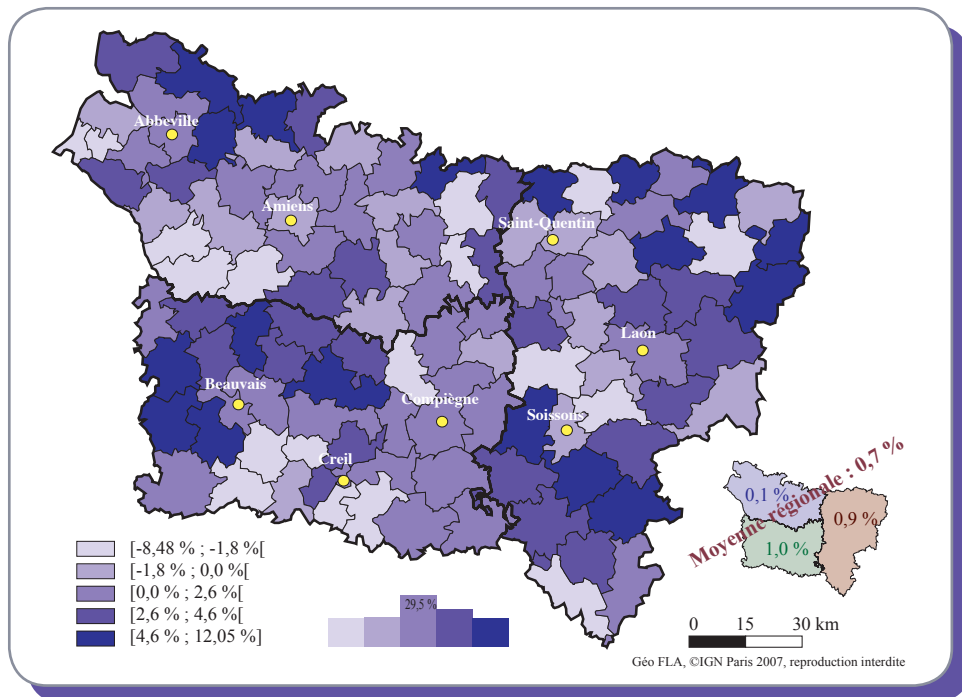 Abbeville
Amiens
Saint-Quentin
Laon
Beauvais
Compiègne
Soissons
Creil
Moyenne régionale : 0,7 %
0,1 %
0,9 %
1,0 %
[-8,48 % ; -1,8 %[
[-1,8 % ; 0,0 %[
[0,0 % ; 2,6 %[
[2,6 % ; 4,6 %[
[4,6 % ; 12,05 %]
29,5 %
0 15 30 km
Géo FLA, ©IGN Paris 2007, reproduction interdite